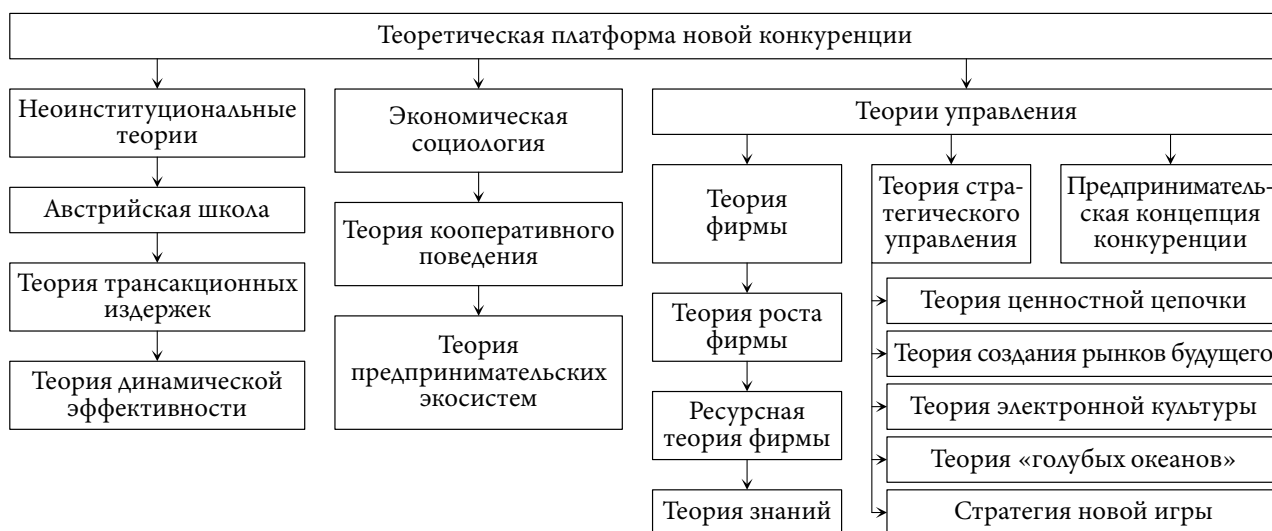 Теоретическая платформа новой конкуренции
Неоинституциональные
теории
Австрийская школа
Теория трансакционных
издержек
Теория динамической
эффективности
Экономическая
социология
Теория кооперативного
поведения
Теория
предпринимательских
экосистем
Теории управления
Теория
фирмы
Теория роста
фирмы
Ресурсная
теория фирмы
Теория знаний
Теория стра-
тегического
управления
Предприниматель-
ская концепция
конкуренции
Теория ценностной цепочки
Теория создания рынков будущего
Теория электронной культуры
Теория «голубых океанов»
Стратегия новой игры